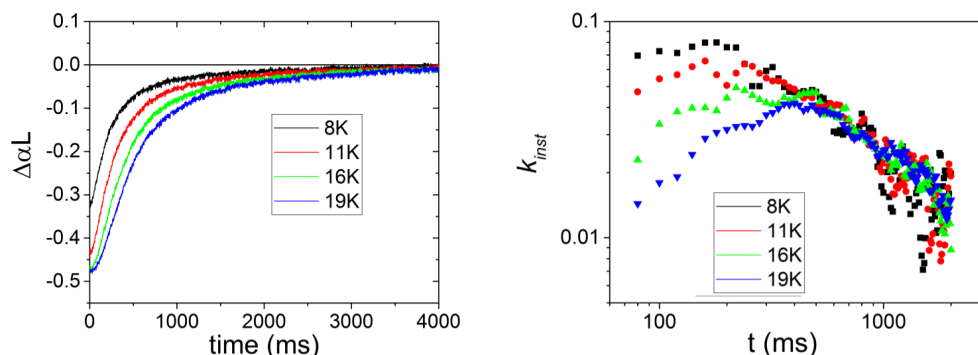 0.1
0.0
-0.1
-0.2
-0.3
-0.4
-0.5
ΔαL
8K
11K
16K
19K
0
1000
2000
3000
4000
time (ms)
0.1
0.01
k_inst
8K
11K
16K
19K
100
1000
t (ms)